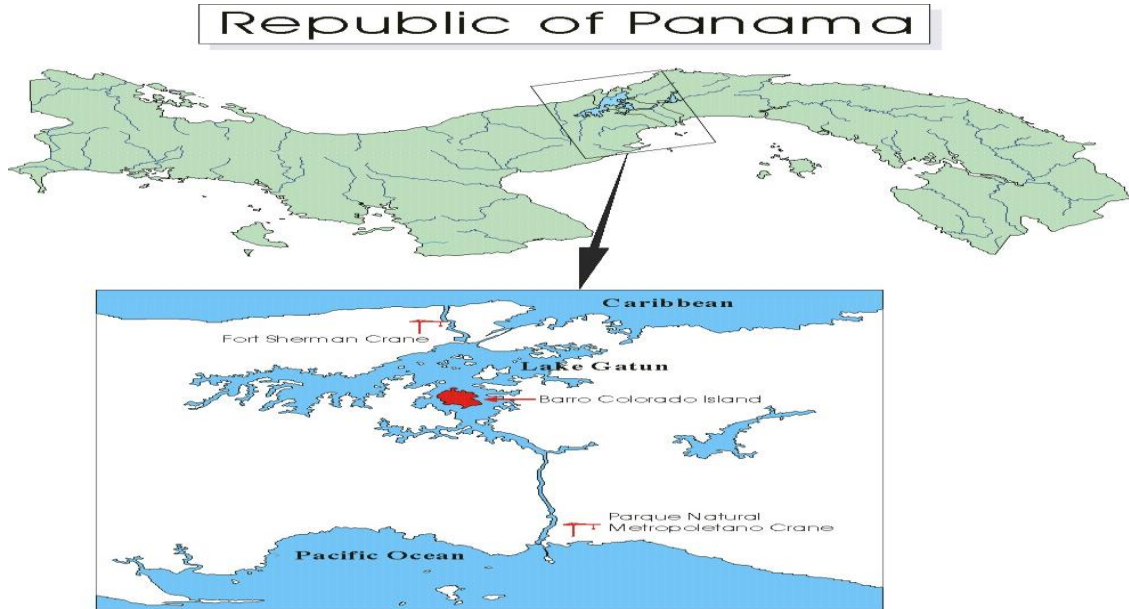 Republic of Panama
Caribbean
Fort Sherman Crane
Lake Gatun
Barro Colorado Island
Parque Natural
Metropoletano Crane
Pacific Ocean